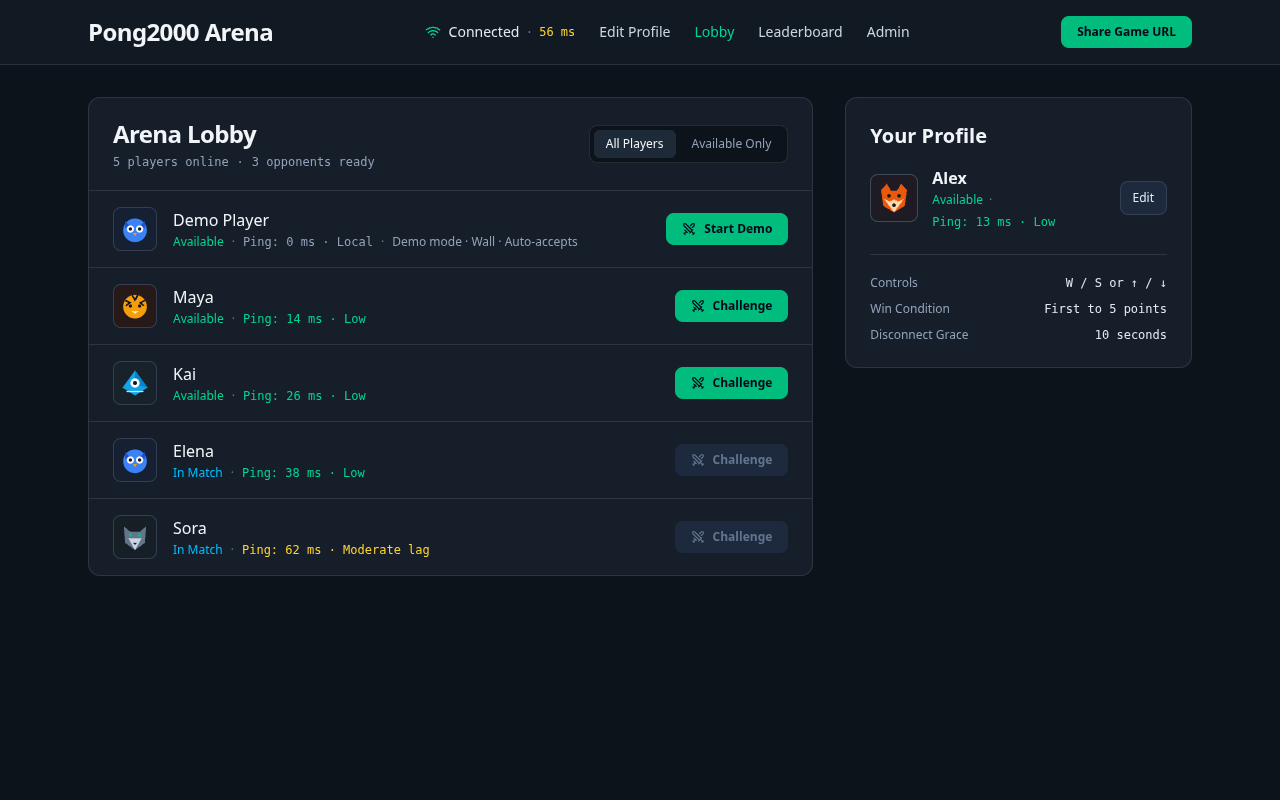 Pong2000 Arena
Connected · 56 ms
Edit Profile
Lobby
Leaderboard
Admin
Share Game URL
Arena Lobby
5 players online · 3 opponents ready
All Players
Available Only
Demo Player
Available · Ping: 0 ms · Local · Demo mode · Wall · Auto-accepts
Start Demo
Maya
Available · Ping: 14 ms · Low
Challenge
Kai
Available · Ping: 26 ms · Low
Challenge
Elena
In Match · Ping: 38 ms · Low
Challenge
Sora
In Match · Ping: 62 ms · Moderate lag
Challenge
Your Profile
Alex
Available ·
Ping: 13 ms · Low
Edit
Controls W / S or ↑ / ↓
Win Condition First to 5 points
Disconnect Grace 10 seconds